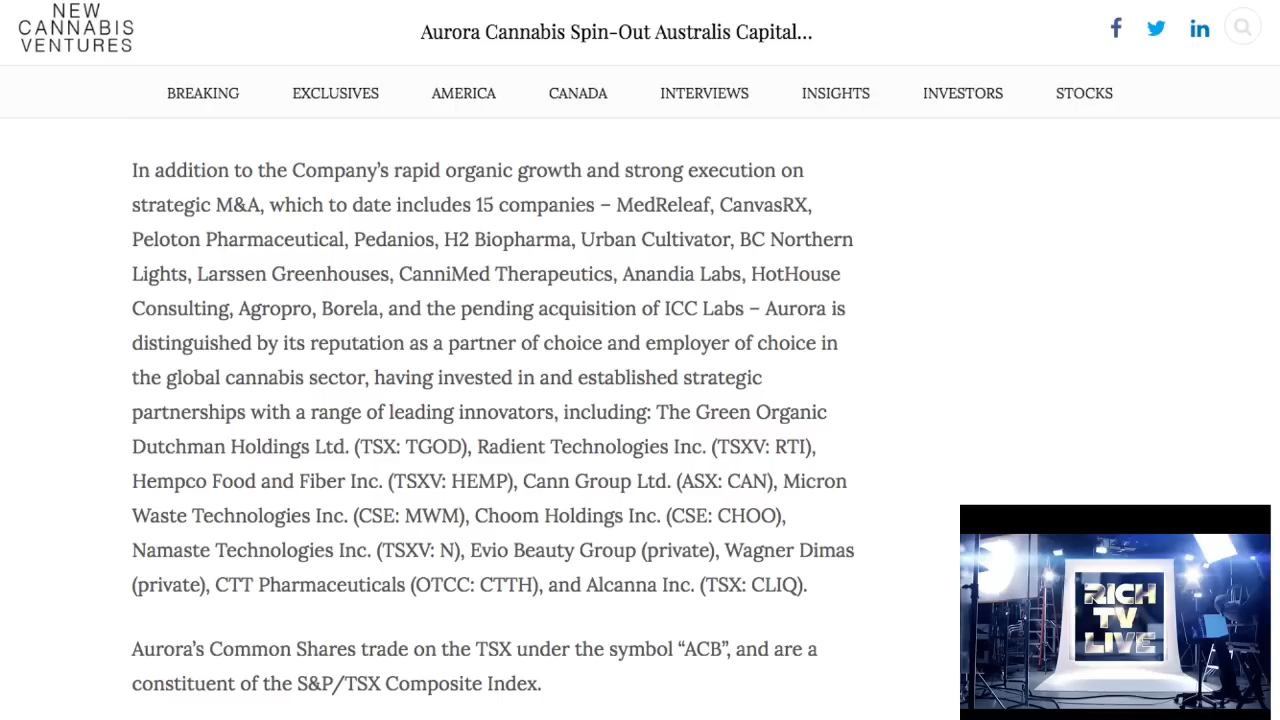 NEW
CANNABIS
VENTURES
Aurora Cannabis Spin-Out Australis Capital...
BREAKING
EXCLUSIVES
AMERICA
CANADA
INTERVIEWS
INSIGHTS
INVESTORS
STOCKS
In addition to the Company’s rapid organic growth and strong execution on
strategic M&A, which to date includes 15 companies – MedReleaf, CanvasRX,
Peloton Pharmaceutical, Pedanios, H2 Biopharma, Urban Cultivator, BC Northern
Lights, Larssen Greenhouses, CanniMed Therapeutics, Anandia Labs, HotHouse
Consulting, Agropro, Borela, and the pending acquisition of ICC Labs – Aurora is
distinguished by its reputation as a partner of choice and employer of choice in
the global cannabis sector, having invested in and established strategic
partnerships with a range of leading innovators, including: The Green Organic
Dutchman Holdings Ltd. (TSX: TGOD), Radient Technologies Inc. (TSXV: RTI),
Hempco Food and Fiber Inc. (TSXV: HEMP), Cann Group Ltd. (ASX: CAN), Micron
Waste Technologies Inc. (CSE: MWM), Choom Holdings Inc. (CSE: CHOO),
Namaste Technologies Inc. (TSXV: N), Evio Beauty Group (private), Wagner Dimas
(private), CTT Pharmaceuticals (OTCC: CTTH), and Alcanna Inc. (TSX: CLIQ).
Aurora’s Common Shares trade on the TSX under the symbol “ACB”, and are a
constituent of the S&P/TSX Composite Index.
RICH
TV
LIVE